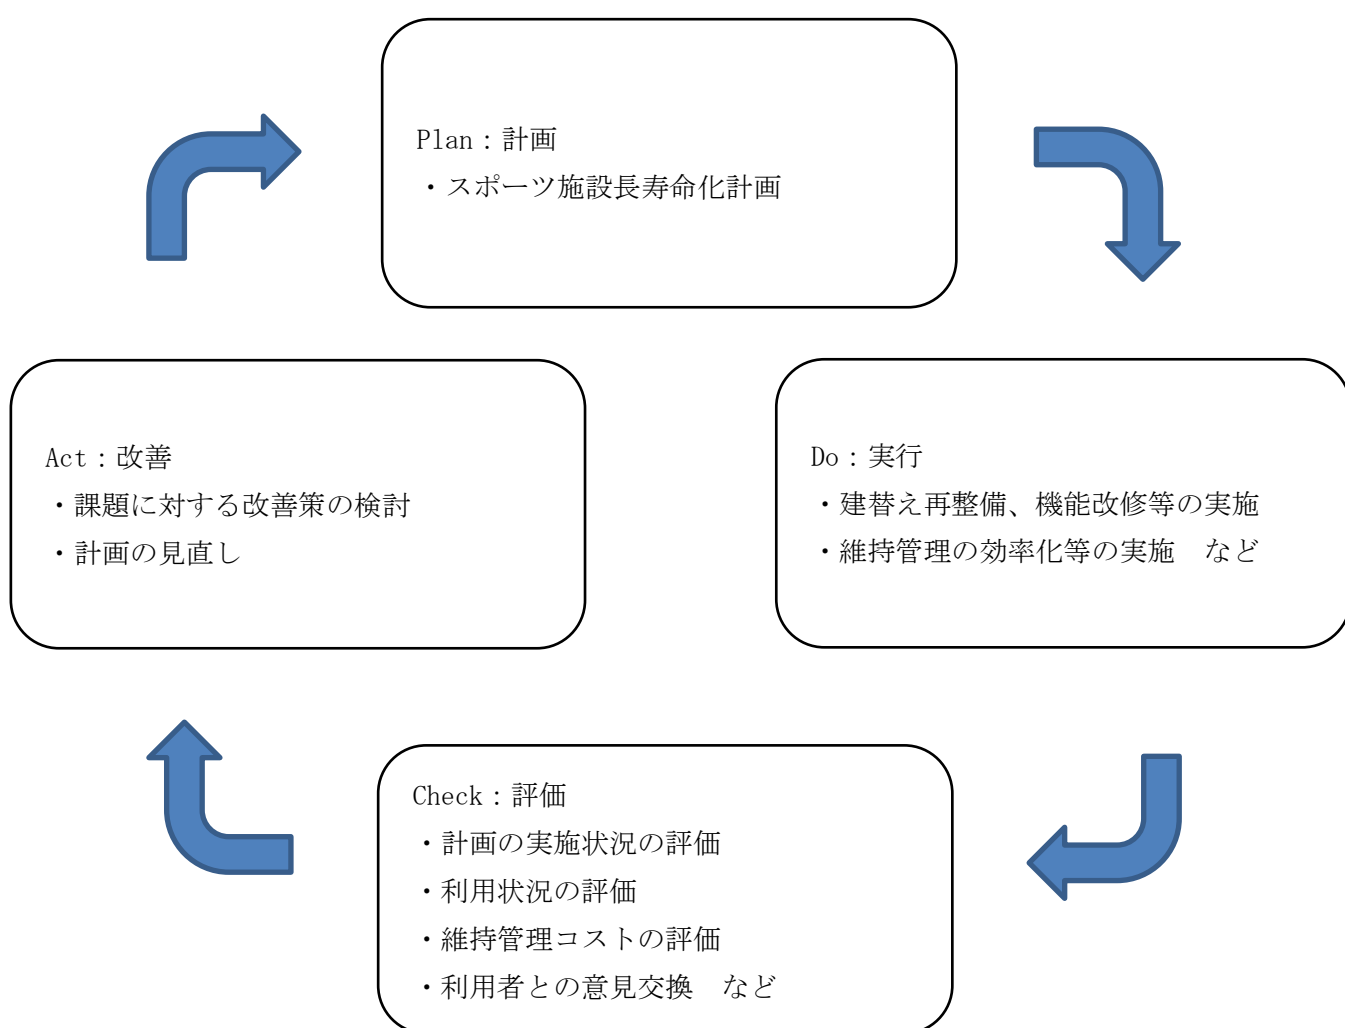 Plan：計画
・スポーツ施設長寿命化計画
Act：改善
・課題に対する改善策の検討
・計画の見直し
Do：実行
・建替え再整備、機能改修等の実施
・維持管理の効率化等の実施　など
Check：評価
・計画の実施状況の評価
・利用状況の評価
・維持管理コストの評価
・利用者との意見交換　など